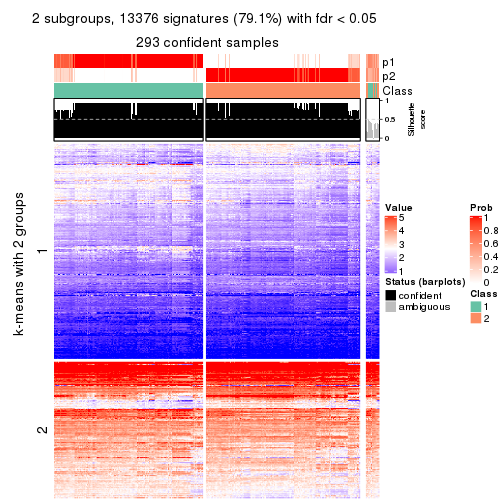 2 subgroups, 13376 signatures (79.1%) with fdr < 0.05
293 confident samples
p1
p2
Class
1
0.5
0
Silhouette
score
k-means with 2 groups
1
2
Value
5
4
3
2
1
Status (barplots)
confident
ambiguous
Prob
1
0.8
0.6
0.4
0.2
0
Class
1
2